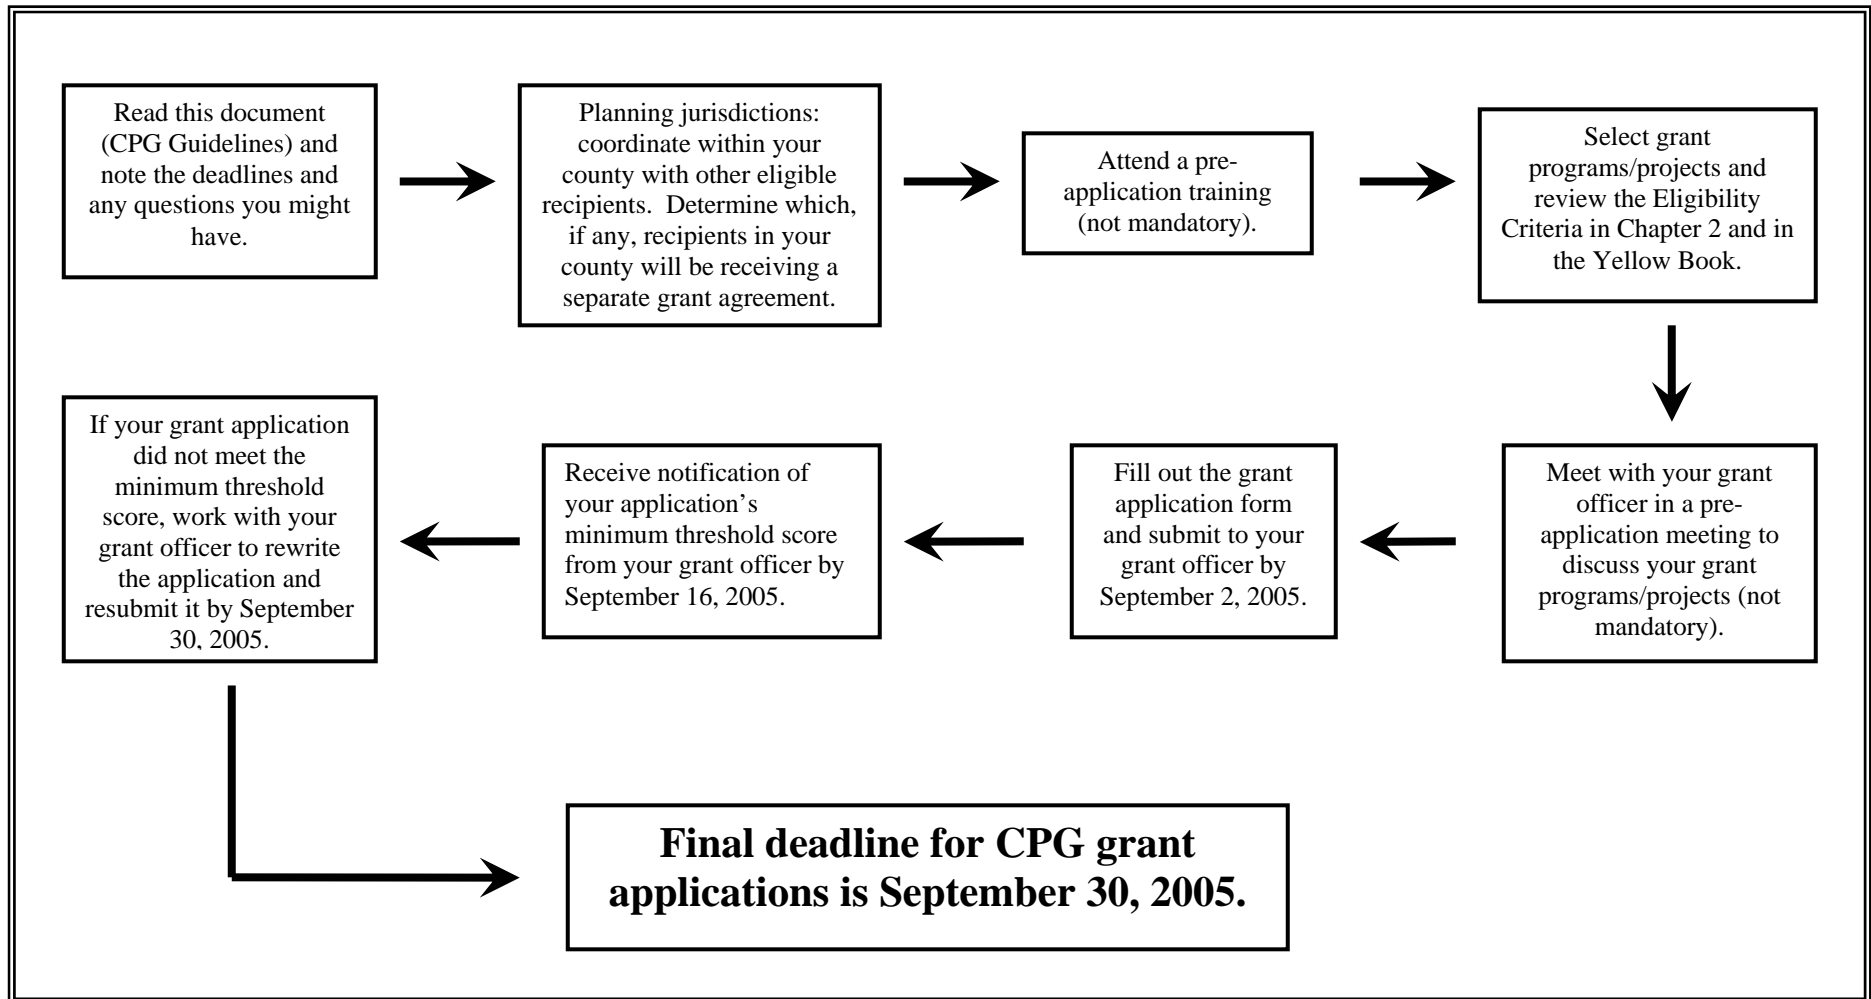 Read this document
(CPG Guidelines) and
note the deadlines and
any questions you might
have.
Planning jurisdictions:
coordinate within your
county with other eligible
recipients.  Determine which,
if any, recipients in your
county will be receiving a
separate grant agreement.
Attend a pre-
application training
(not mandatory).
Select grant
programs/projects and
review the Eligibility
Criteria in Chapter 2 and in
the Yellow Book.
Meet with your grant
officer in a pre-
application meeting to
discuss your grant
programs/projects (not
mandatory).
Fill out the grant
application form
and submit to your
grant officer by
September 2, 2005.
Receive notification of
your application’s
minimum threshold score
from your grant officer by
September 16, 2005.
If your grant application
did not meet the
minimum threshold
score, work with your
grant officer to rewrite
the application and
resubmit it by September
30, 2005.
Final deadline for CPG grant
applications is September 30, 2005.